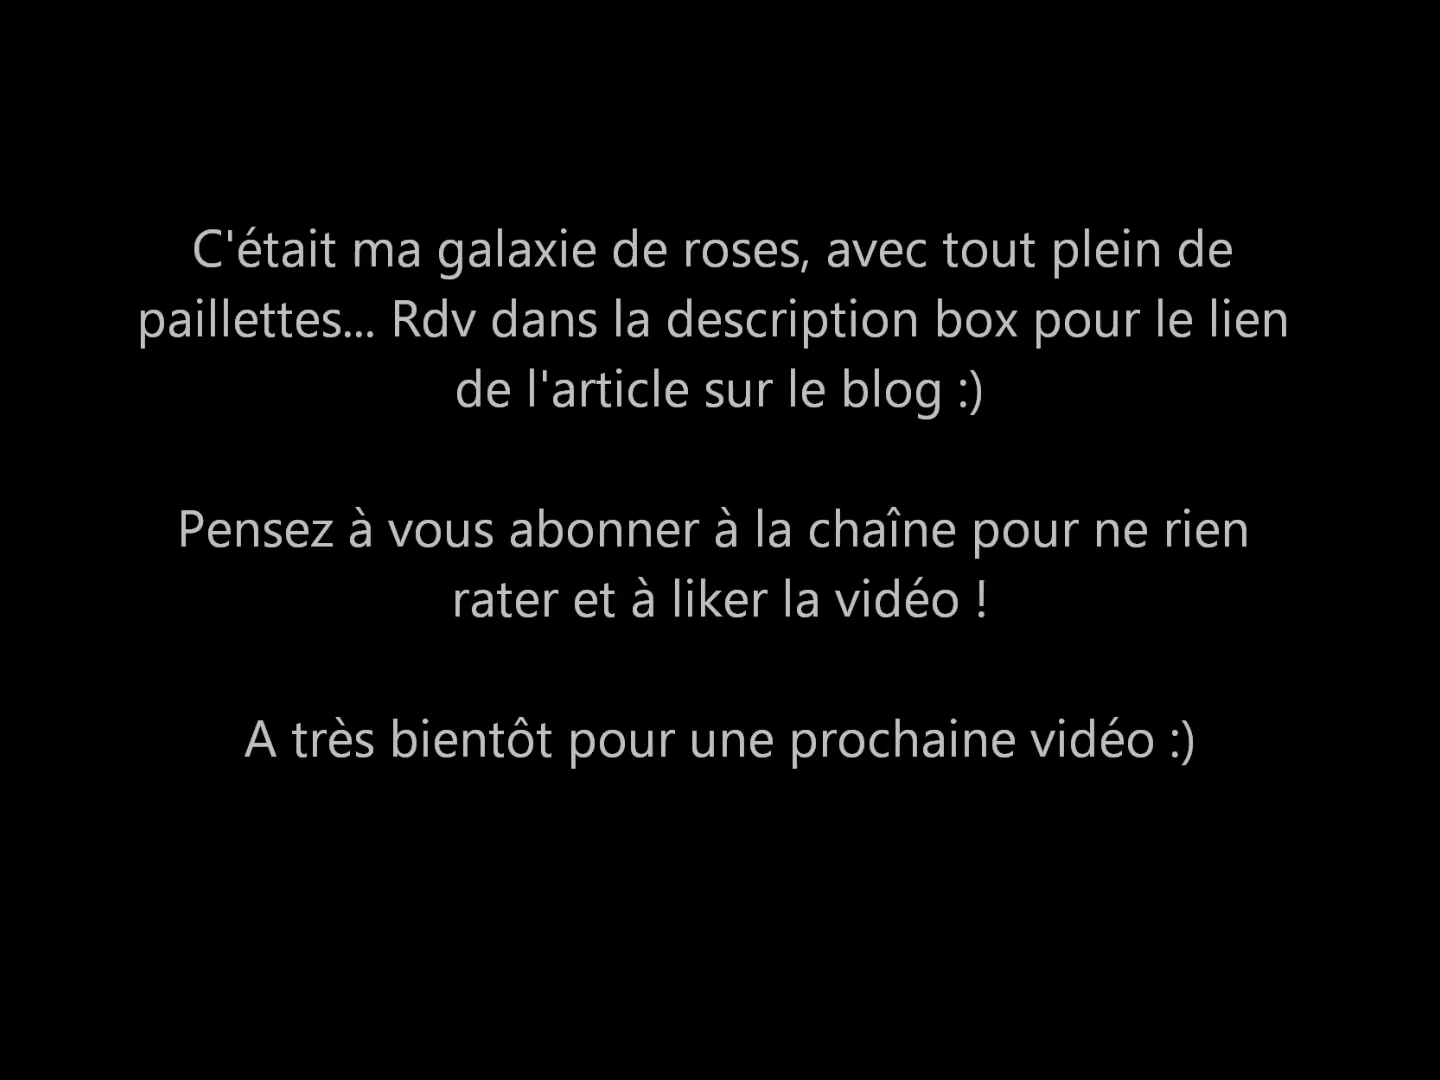 C'était ma galaxie de roses, avec tout plein de
paillettes... Rdv dans la description box pour le lien
de l'article sur le blog :)
Pensez à vous abonner à la chaîne pour ne rien
rater et à liker la vidéo !
A très bientôt pour une prochaine vidéo :)